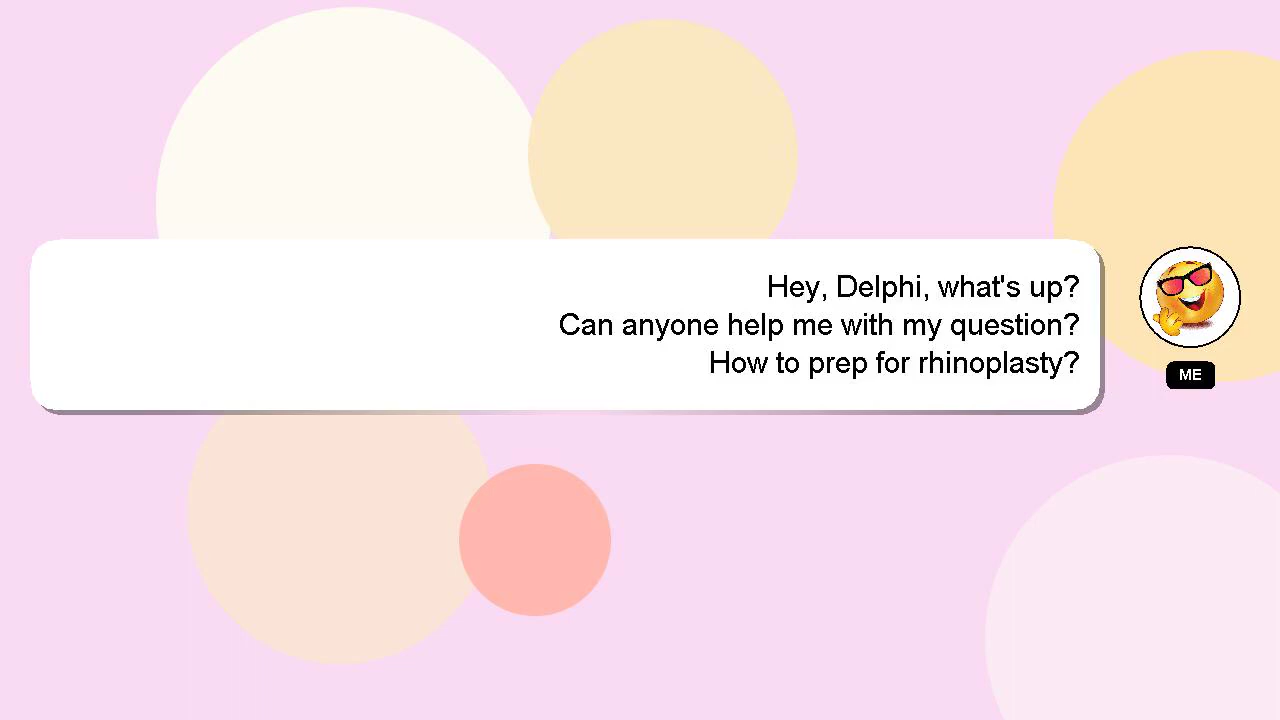 Hey, Delphi, what's up?
Can anyone help me with my question?
How to prep for rhinoplasty?
ME